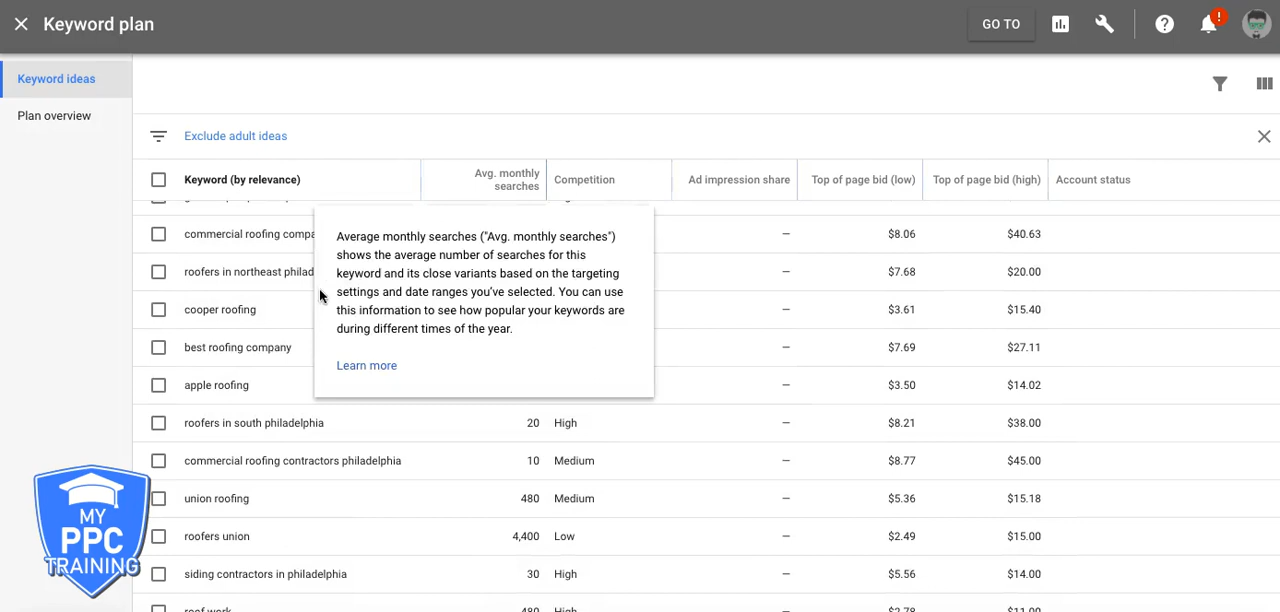 Keyword plan
GO TO
!
Keyword ideas
Plan overview
Exclude adult ideas
Keyword (by relevance)
Avg. monthly
searches
Competition
Ad impression share
Top of page bid (low)
Top of page bid (high)
Account status
commercial roofing compa
– $8.06 $40.63
roofers in northeast philad
– $7.68 $20.00
cooper roofing – $3.61 $15.40
best roofing company – $7.69 $27.11
apple roofing – $3.50 $14.02
Average monthly searches ("Avg. monthly searches")
shows the average number of searches for this
keyword and its close variants based on the targeting
settings and date ranges you've selected. You can use
this information to see how popular your keywords are
during different times of the year.
Learn more
roofers in south philadelphia 20 High – $8.21 $38.00
commercial roofing contractors philadelphia 10 Medium – $8.77 $45.00
union roofing 480 Medium – $5.36 $15.18
roofers union 4,400 Low – $2.49 $15.00
siding contractors in philadelphia 30 High – $5.56 $14.00
roof work 480 High – $2.78 $11.00
MY
PPC
TRAINING